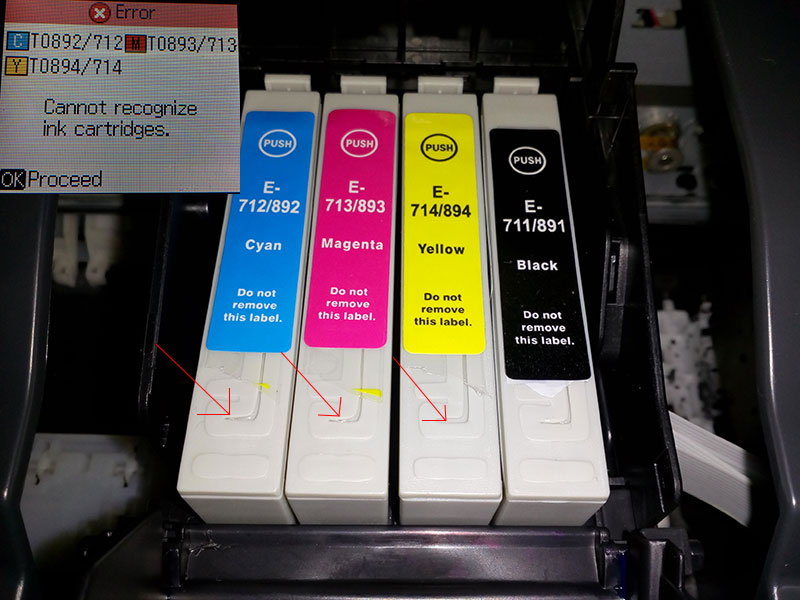 Error
C T0892/712 M T0893/713
Y T0894/714
Cannot recognize
ink cartridges.
OK Proceed
PUSH
E-
712/892
Cyan
Do not
remove
this label.
PUSH
E-
713/893
Magenta
Do not
remove
this label.
PUSH
E-
714/894
Yellow
Do not
remove
this label.
PUSH
E-
711/891
Black
Do not
remove
this label.